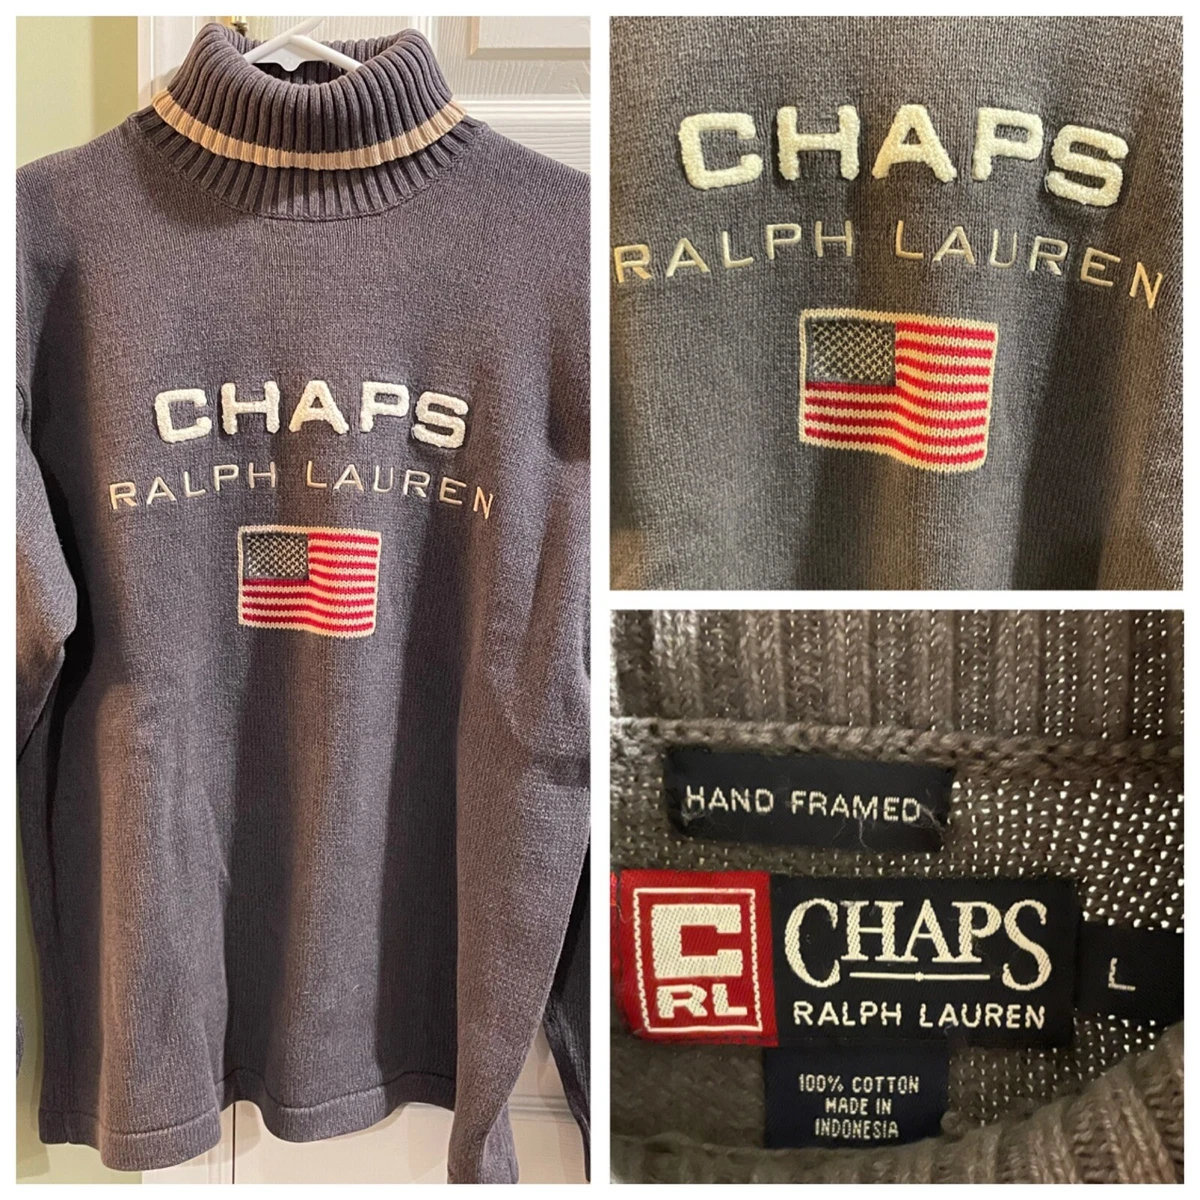 CHAPS
RALPH LAUREN
CHAPS
RALPH LAUREN
HAND FRAMED
C
RL
CHAPS
RALPH LAUREN
L
100% COTTON
MADE IN
INDONESIA